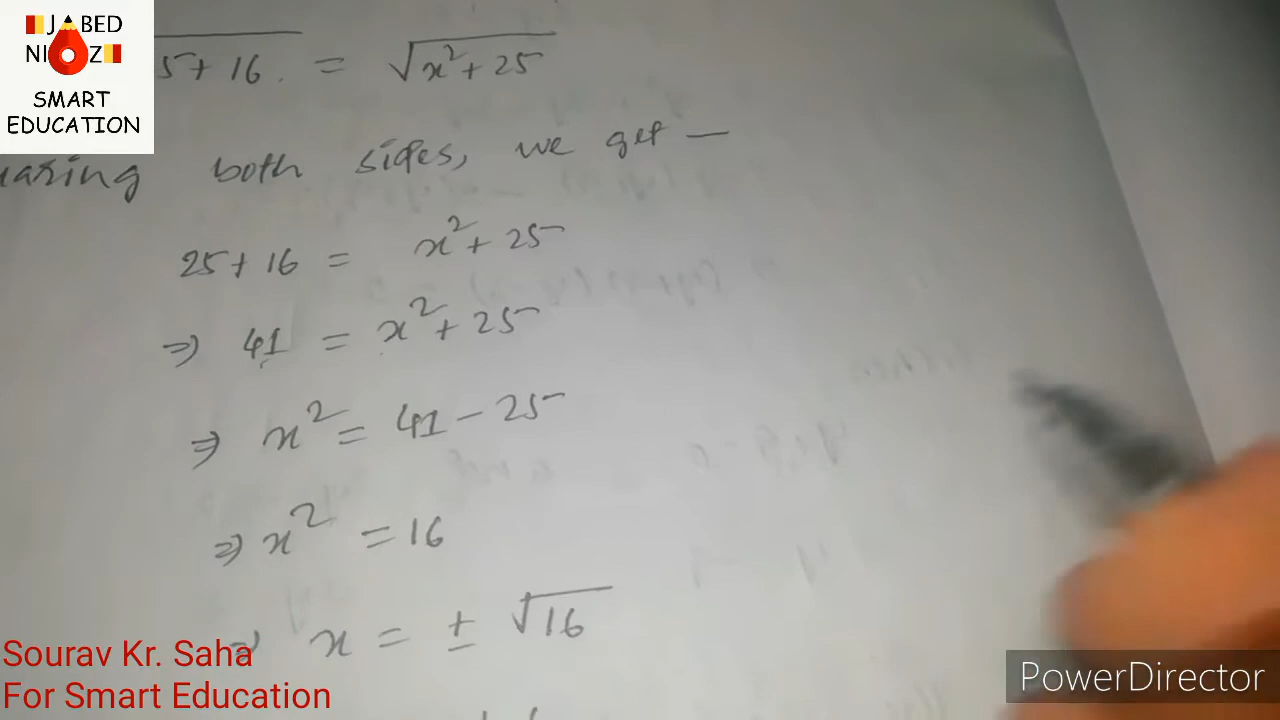 JABED
NIOZ
SMART
EDUCATION
5+16 = √x²+25
both sides, we get —
25+16 = x²+25
⇒ 41 = x²+25
⇒ x² = 41-25
⇒ x² = 16
⇒ x = ± √16
Sourav Kr. Saha
For Smart Education
PowerDirector